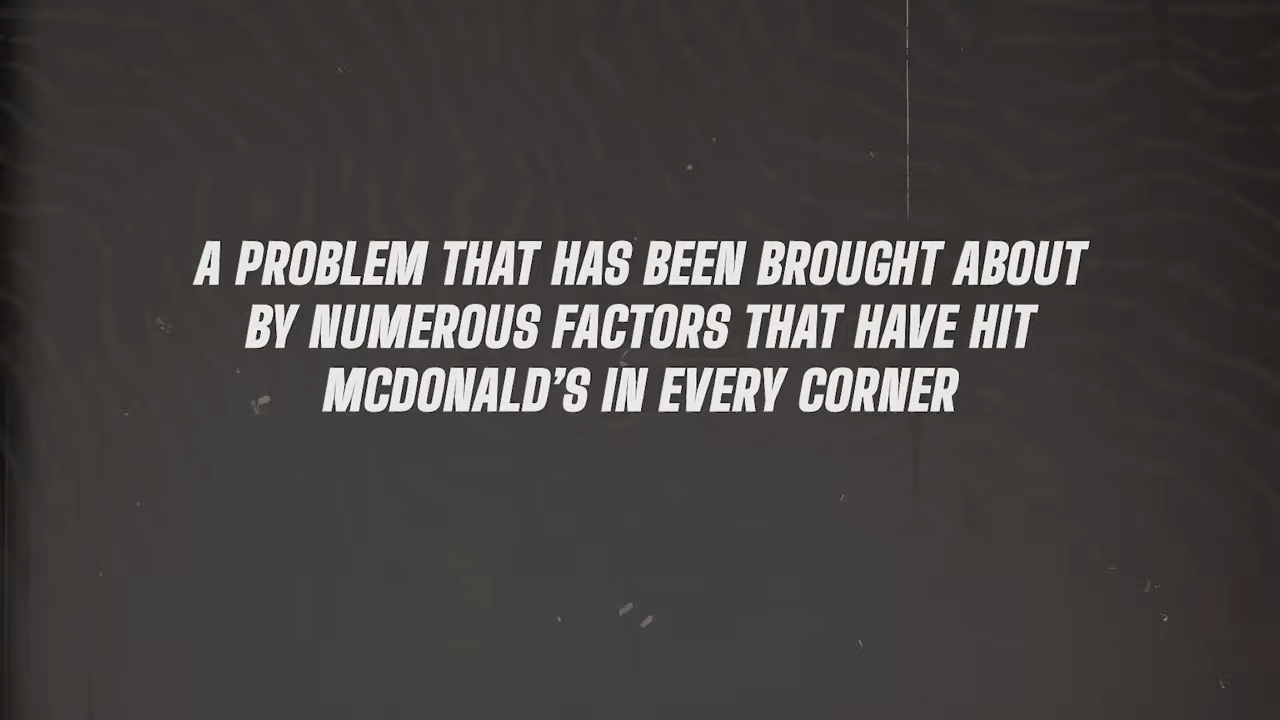 A PROBLEM THAT HAS BEEN BROUGHT ABOUT
BY NUMEROUS FACTORS THAT HAVE HIT
MCDONALD’S IN EVERY CORNER